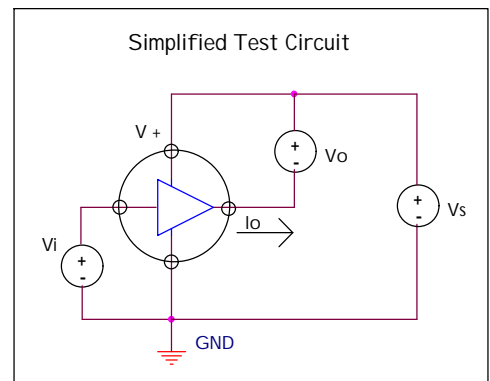 Simplified Test Circuit
V +
+
-
Vo
Io
+
-
Vs
Vi
+
-
GND